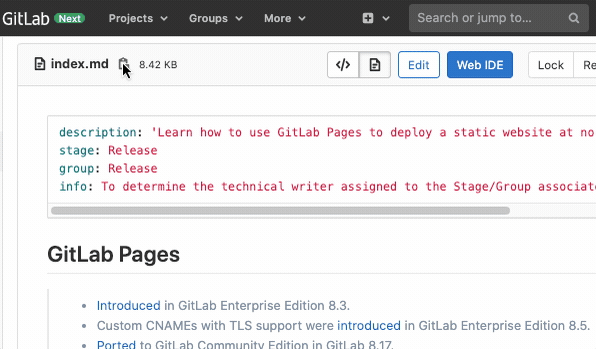 GitLab Next Projects Groups More Search or jump to...
index.md 8.42 KB </> Edit Web IDE Lock Re
description: 'Learn how to use GitLab Pages to deploy a static website at no
stage: Release
group: Release
info: To determine the technical writer assigned to the Stage/Group associate
GitLab Pages
• Introduced in GitLab Enterprise Edition 8.3.
• Custom CNAMEs with TLS support were introduced in GitLab Enterprise Edition 8.5.
• Ported to GitLab Community Edition in GitLab 8.17.